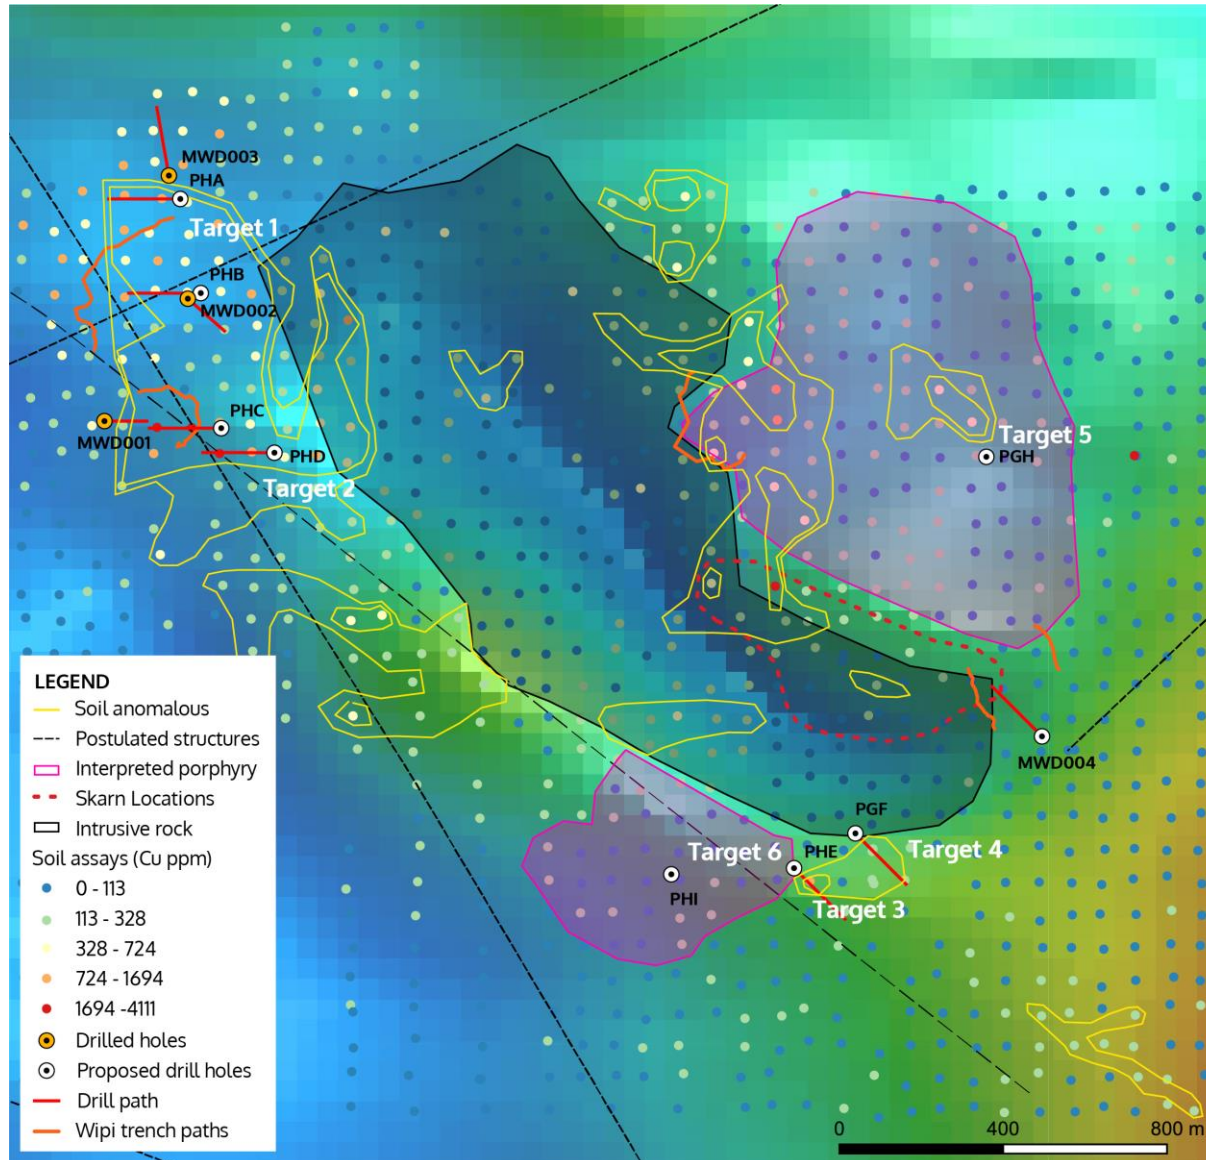 MWD003
PHA
Target 1
PHB
MWD002
PHC
MWD001
PHD
Target 2
Target 5
PGH
MWD004
PGF
Target 6
PHE
Target 4
PHI
Target 3
LEGEND
Soil anomalous
Postulated structures
Interpreted porphyry
Skarn Locations
Intrusive rock
Soil assays (Cu ppm)
0 - 113
113 - 328
328 - 724
724 - 1694
1694 -4111
Drilled holes
Proposed drill holes
Drill path
Wipi trench paths
0 400 800 m